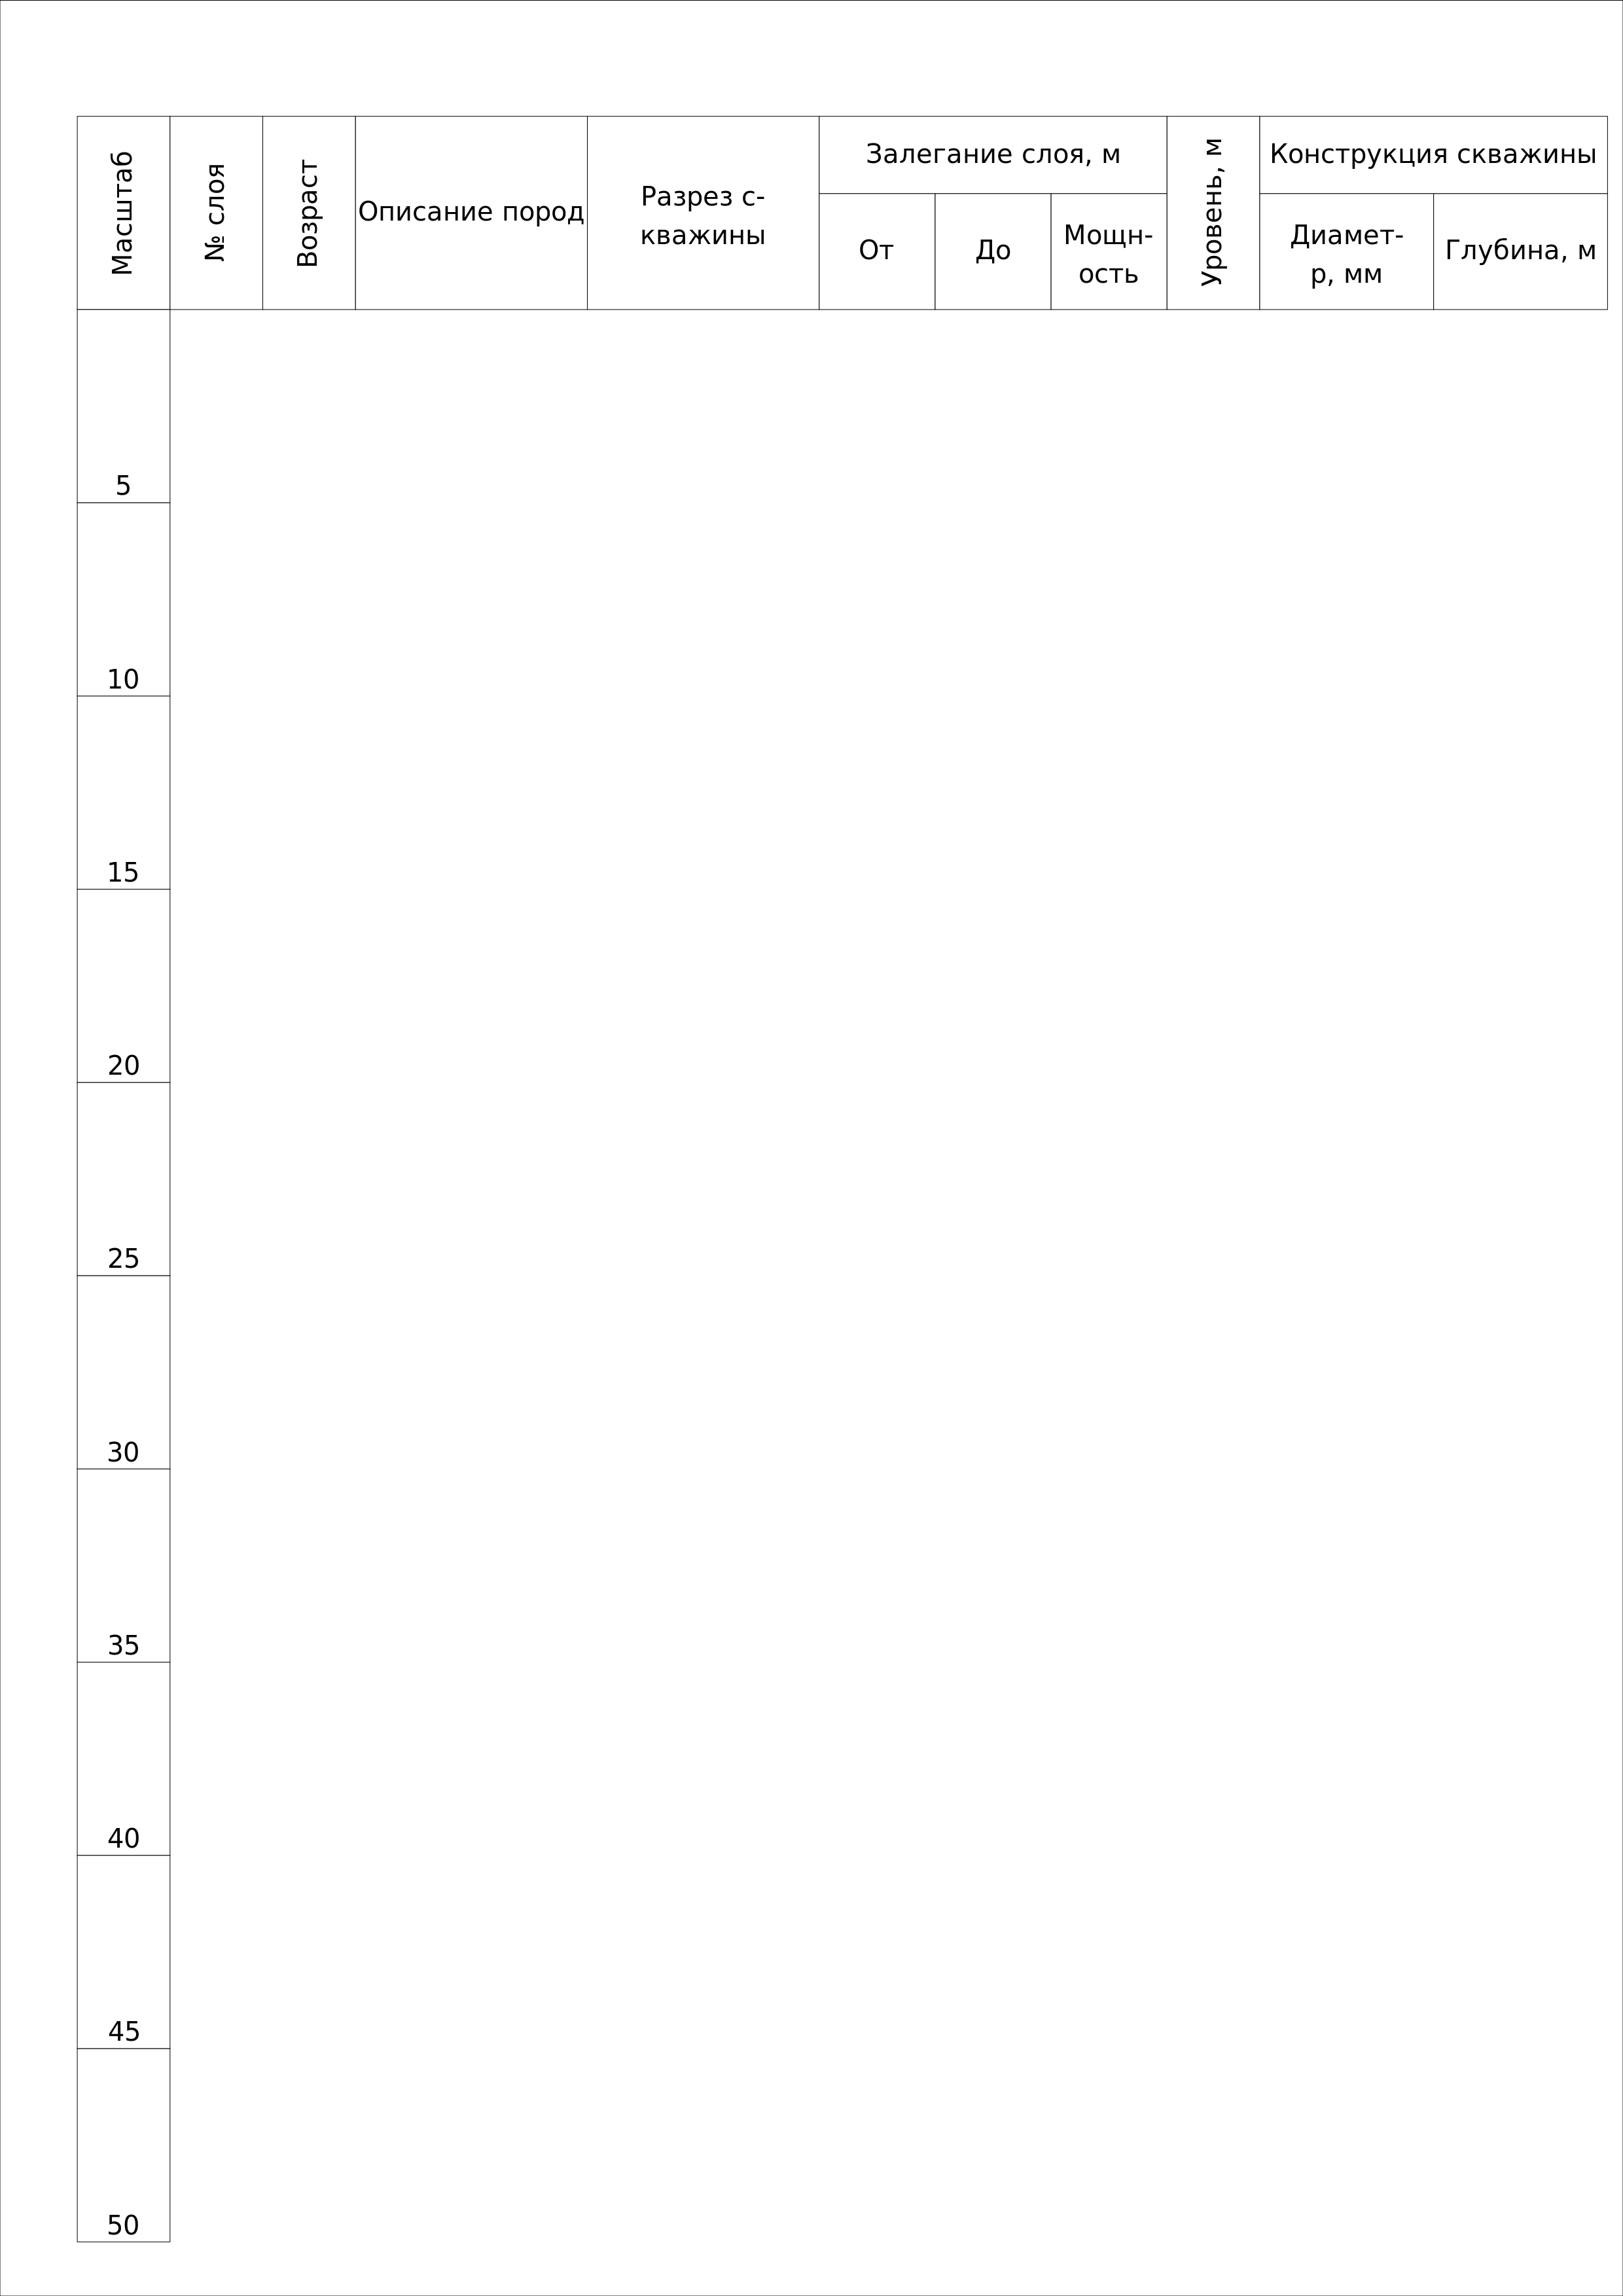 Масштаб
№ слоя
Возраст
Описание пород
Разрез с-
кважины
Залегание слоя, м
От
До
Мощн-
ость
Уровень, м
Конструкция скважины
Диамет-
р, мм
Глубина, м
5
10
15
20
25
30
35
40
45
50